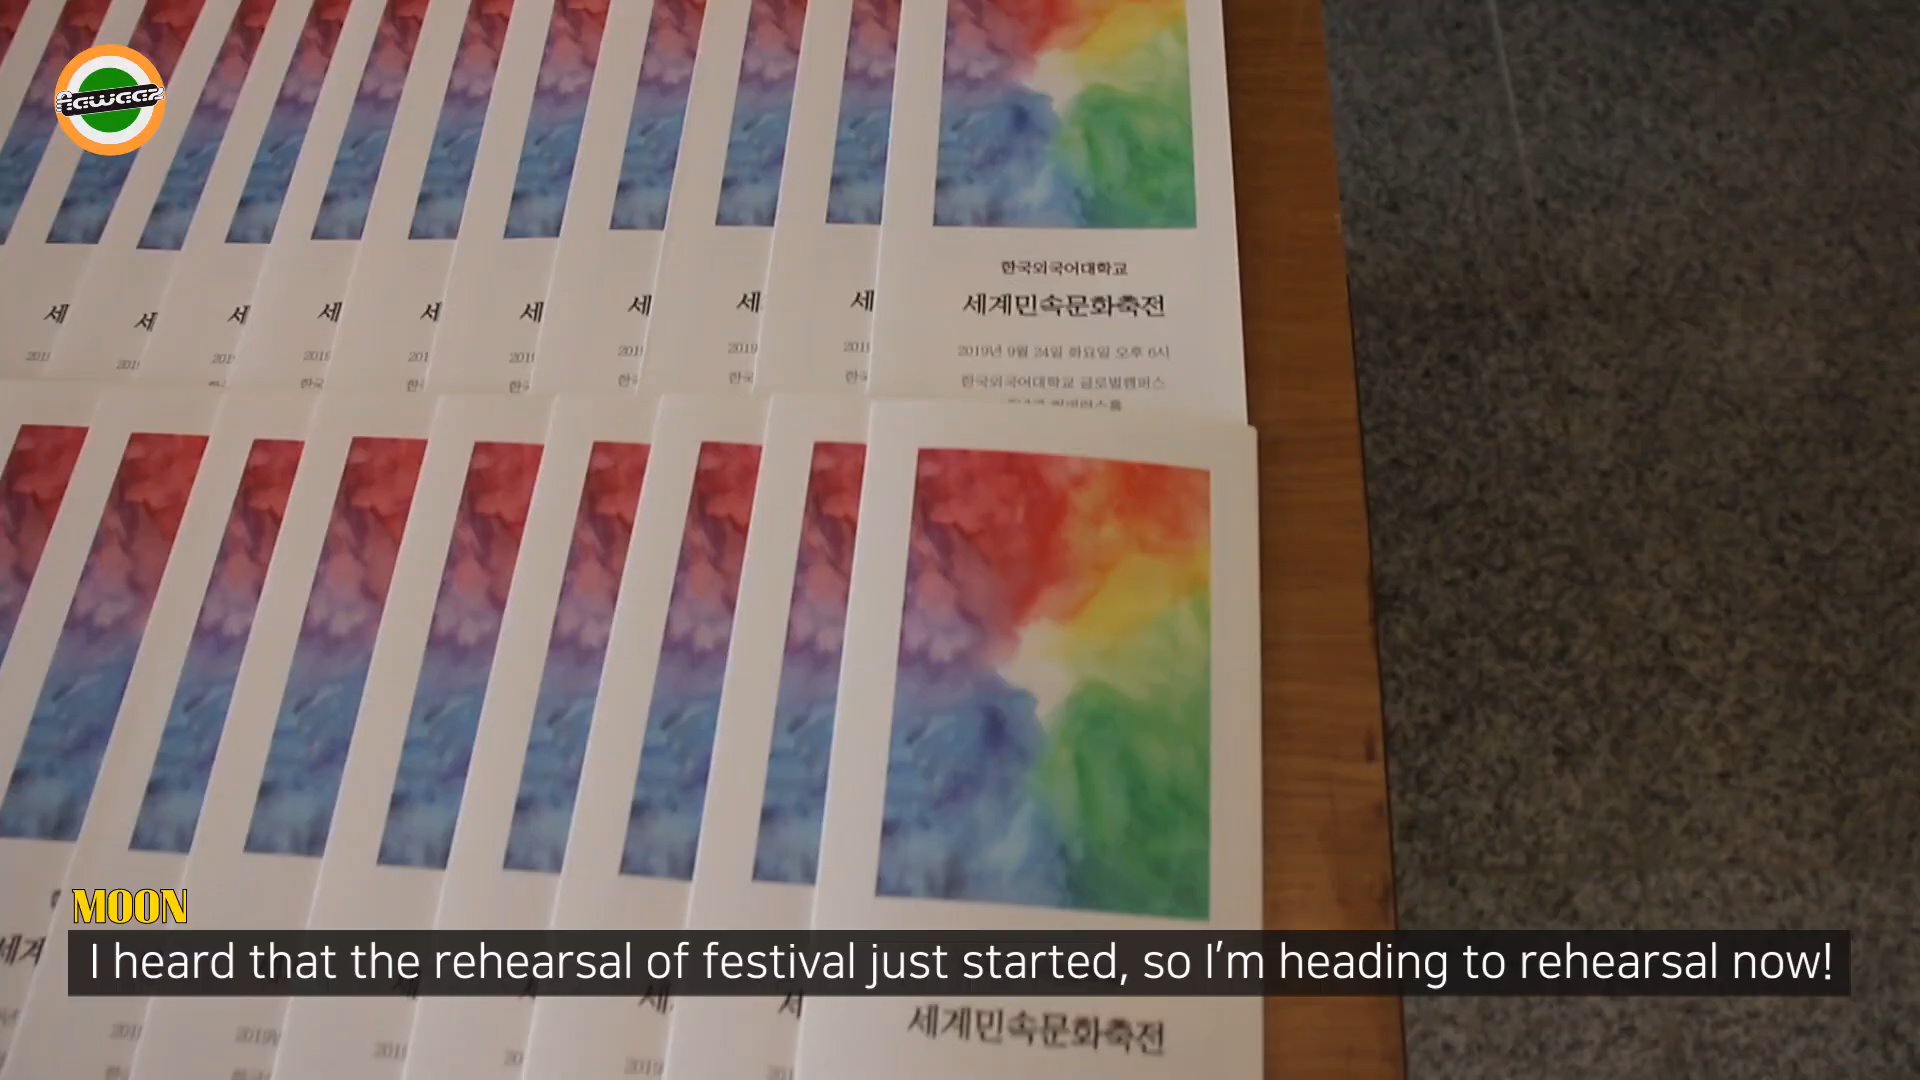 Aawaaz
한국외국어대학교
세계민속문화축전
2019년 9월 24일 화요일 오후 6시
한국외국어대학교 글로벌캠퍼스
MOON
I heard that the rehearsal of festival just started, so I'm heading to rehearsal now!
세계민속문화축전